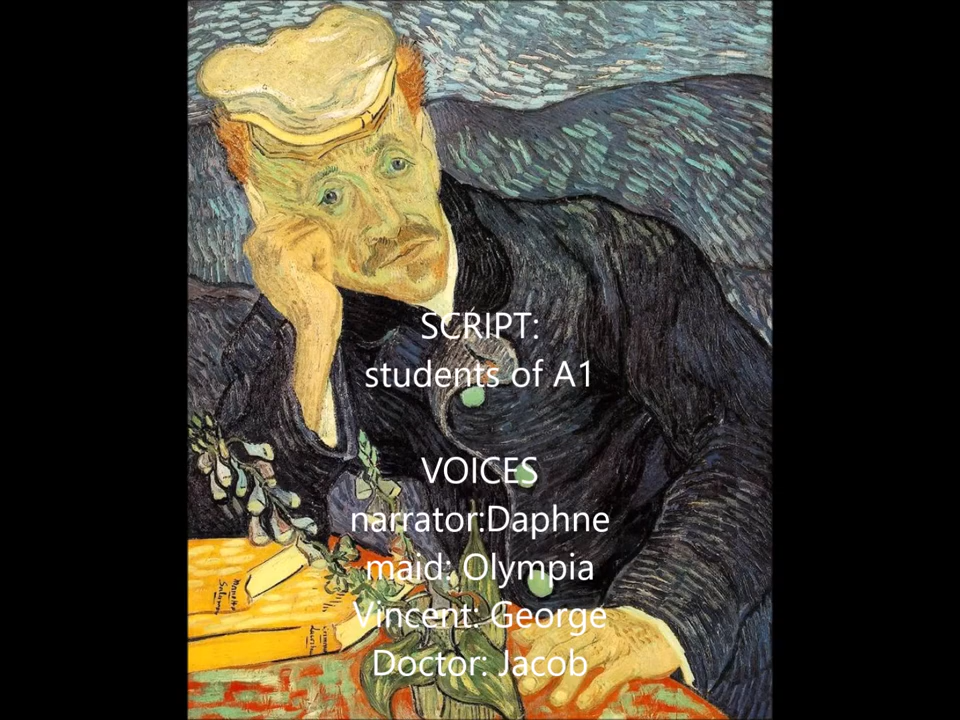 SCRIPT:
students of A1
VOICES
narrator:Daphne
maid: Olympia
Vincent: George
Doctor: Jacob